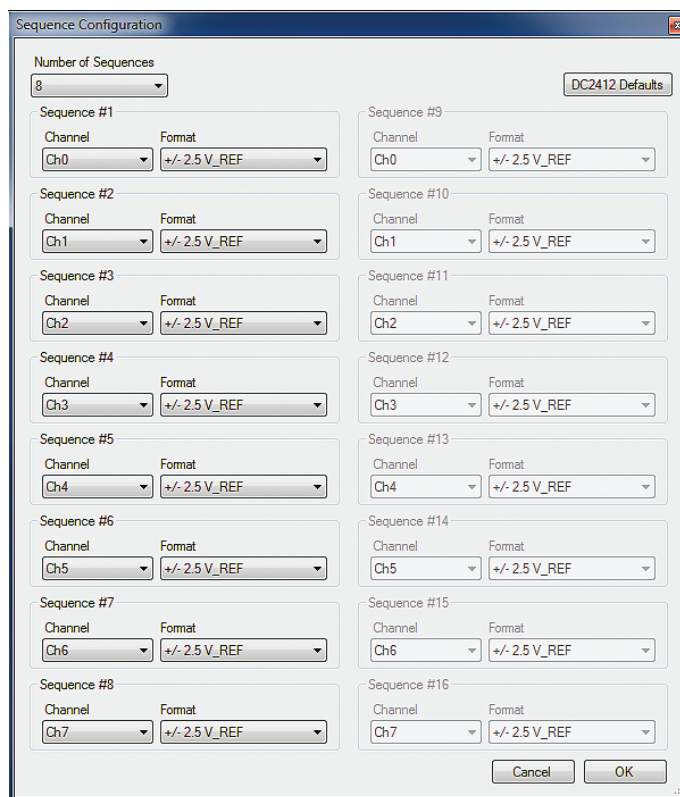 Sequence Configuration
Number of Sequences
8
DC2412 Defaults
Sequence #1
Channel Format
Ch0 +/- 2.5 V_REF
Sequence #2
Channel Format
Ch1 +/- 2.5 V_REF
Sequence #3
Channel Format
Ch2 +/- 2.5 V_REF
Sequence #4
Channel Format
Ch3 +/- 2.5 V_REF
Sequence #5
Channel Format
Ch4 +/- 2.5 V_REF
Sequence #6
Channel Format
Ch5 +/- 2.5 V_REF
Sequence #7
Channel Format
Ch6 +/- 2.5 V_REF
Sequence #8
Channel Format
Ch7 +/- 2.5 V_REF
Sequence #9
Channel Format
Ch0 +/- 2.5 V_REF
Sequence #10
Channel Format
Ch1 +/- 2.5 V_REF
Sequence #11
Channel Format
Ch2 +/- 2.5 V_REF
Sequence #12
Channel Format
Ch3 +/- 2.5 V_REF
Sequence #13
Channel Format
Ch4 +/- 2.5 V_REF
Sequence #14
Channel Format
Ch5 +/- 2.5 V_REF
Sequence #15
Channel Format
Ch6 +/- 2.5 V_REF
Sequence #16
Channel Format
Ch7 +/- 2.5 V_REF
Cancel OK